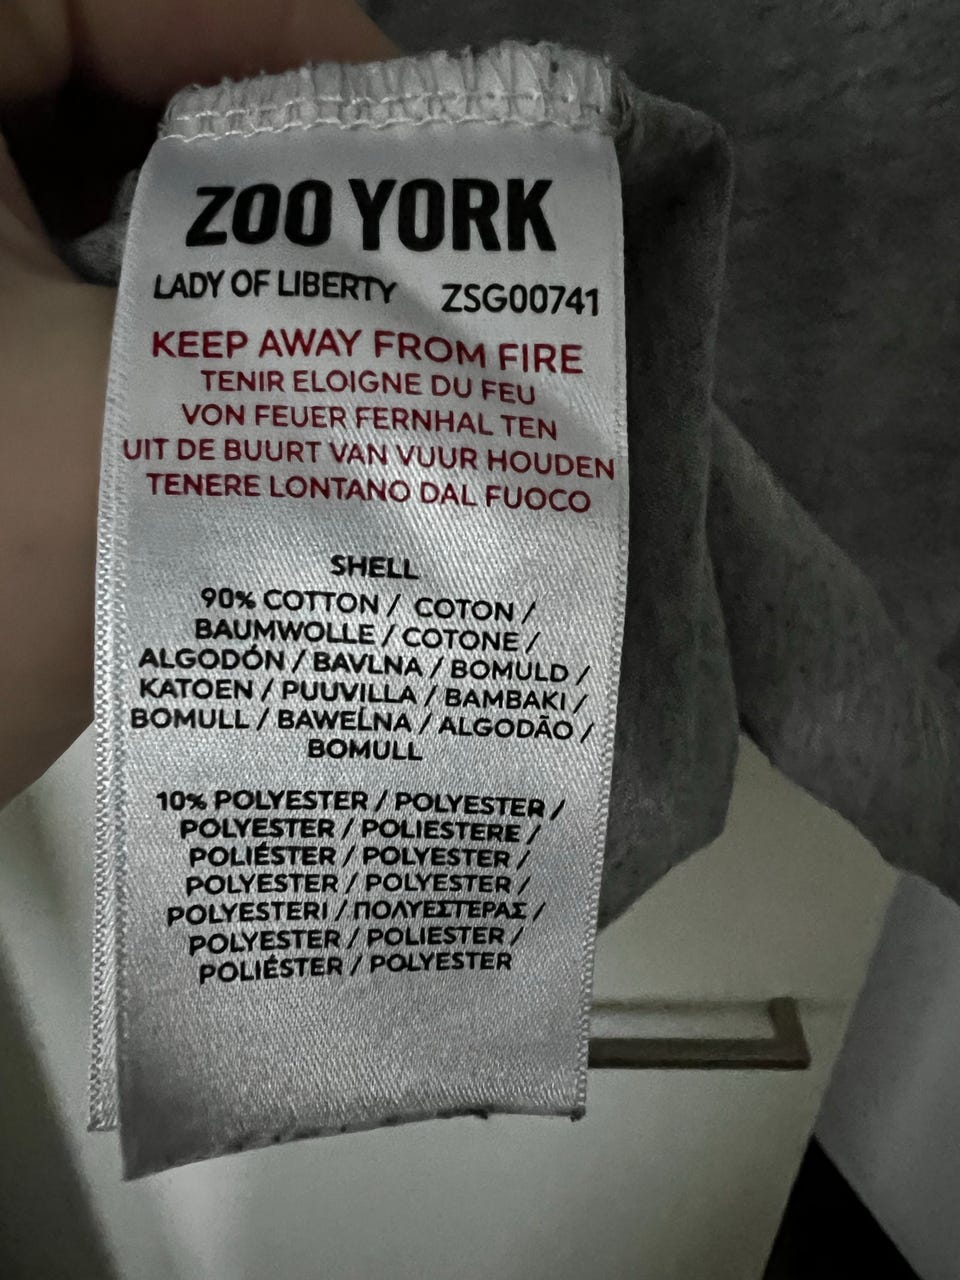 ZOO YORK
LADY OF LIBERTY ZSG00741
KEEP AWAY FROM FIRE
TENIR ELOIGNE DU FEU
VON FEUER FERNHAL TEN
UIT DE BUURT VAN VUUR HOUDEN
TENERE LONTANO DAL FUOCO
SHELL
90% COTTON / COTON /
BAUMWOLLE / COTONE /
ALGODÓN / BAVLNA / BOMULD /
KATOEN / PUUVILLA / BAMBAKI /
BOMULL / BAWEŁNA / ALGODÃO /
BOMULL
10% POLYESTER / POLYESTER /
POLYESTER / POLIESTERE /
POLIÉSTER / POLYESTER /
POLYESTER / POLYESTER /
POLYESTERI / ΠΟΛΥΕΣΤΕΡΑΣ /
POLYESTER / POLIESTER /
POLIÉSTER / POLYESTER